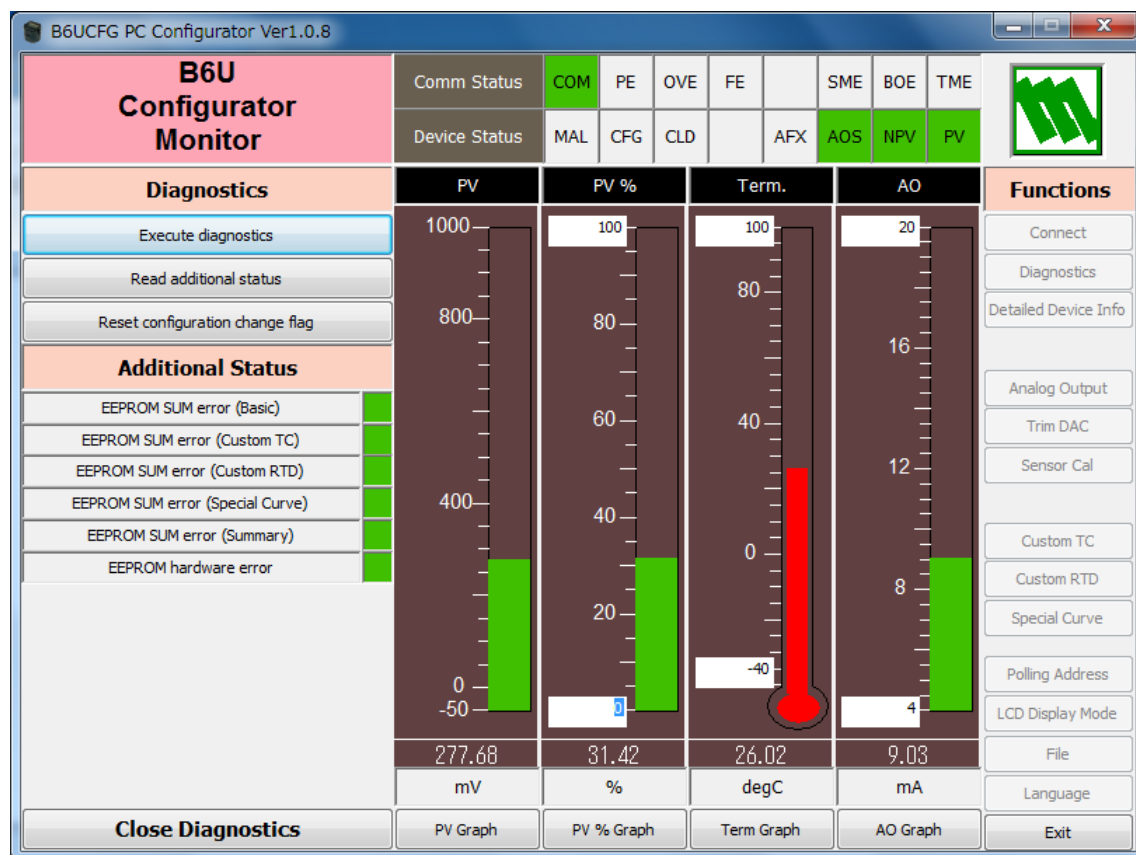 B6UCFG PC Configurator Ver1.0.8
B6U
Configurator
Monitor
Comm Status COM PE OVE FE SME BOE TME
Device Status MAL CFG CLD AFX AOS NPV PV
Diagnostics
Execute diagnostics
Read additional status
Reset configuration change flag
Additional Status
EEPROM SUM error (Basic)
EEPROM SUM error (Custom TC)
EEPROM SUM error (Custom RTD)
EEPROM SUM error (Special Curve)
EEPROM SUM error (Summary)
EEPROM hardware error
Close Diagnostics
PV
1000
800
400
0
-50
277.68
mV
PV Graph
PV %
100
80
60
40
20
0
31.42
%
PV % Graph
Term.
100
80
40
0
-40
26.02
degC
Term Graph
AO
20
16
12
8
4
9.03
mA
AO Graph
Functions
Connect
Diagnostics
Detailed Device Info
Analog Output
Trim DAC
Sensor Cal
Custom TC
Custom RTD
Special Curve
Polling Address
LCD Display Mode
File
Language
Exit